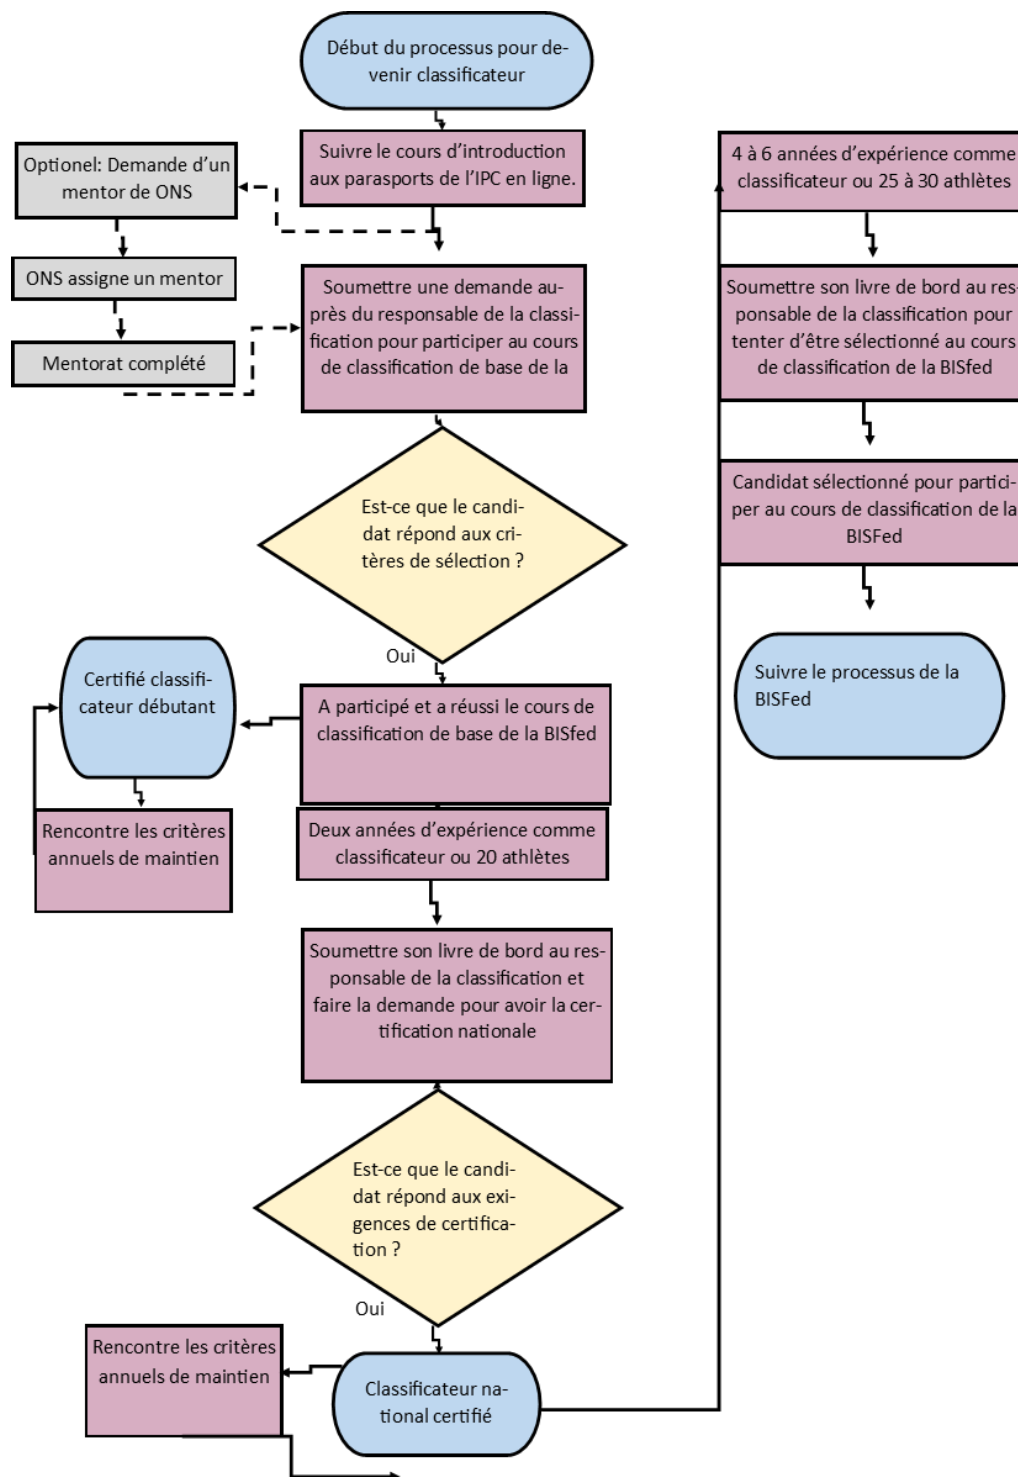 Début du processus pour de-
venir classificateur
Suivre le cours d'introduction
aux parasports de l'IPC en ligne.
Optionel: Demande d'un
mentor de ONS
ONS assigne un mentor
Mentorat complété
Soumettre une demande au-
près du responsable de la classi-
fication pour participer au cours
de classification de base de la
Est-ce que le candi-
dat répond aux cri-
tères de sélection ?
Oui
A participé et a réussi le cours de
classification de base de la BISfed
Certifié classifi-
cateur débutant
Rencontre les critères
annuels de maintien
Deux années d'expérience comme
classificateur ou 20 athlètes
Soumettre son livre de bord au res-
ponsable de la classification et
faire la demande pour avoir la cer-
tification nationale
Est-ce que le candi-
dat répond aux exi-
gences de certifica-
tion ?
Oui
Rencontre les critères
annuels de maintien
Classificateur na-
tional certifié
4 à 6 années d'expérience comme
classificateur ou 25 à 30 athlètes
Soumettre son livre de bord au res-
ponsable de la classification pour
tenter d'être sélectionné au cours
de classification de la BISfed
Candidat sélectionné pour partici-
per au cours de classification de la
BISFed
Suivre le processus de la
BISFed